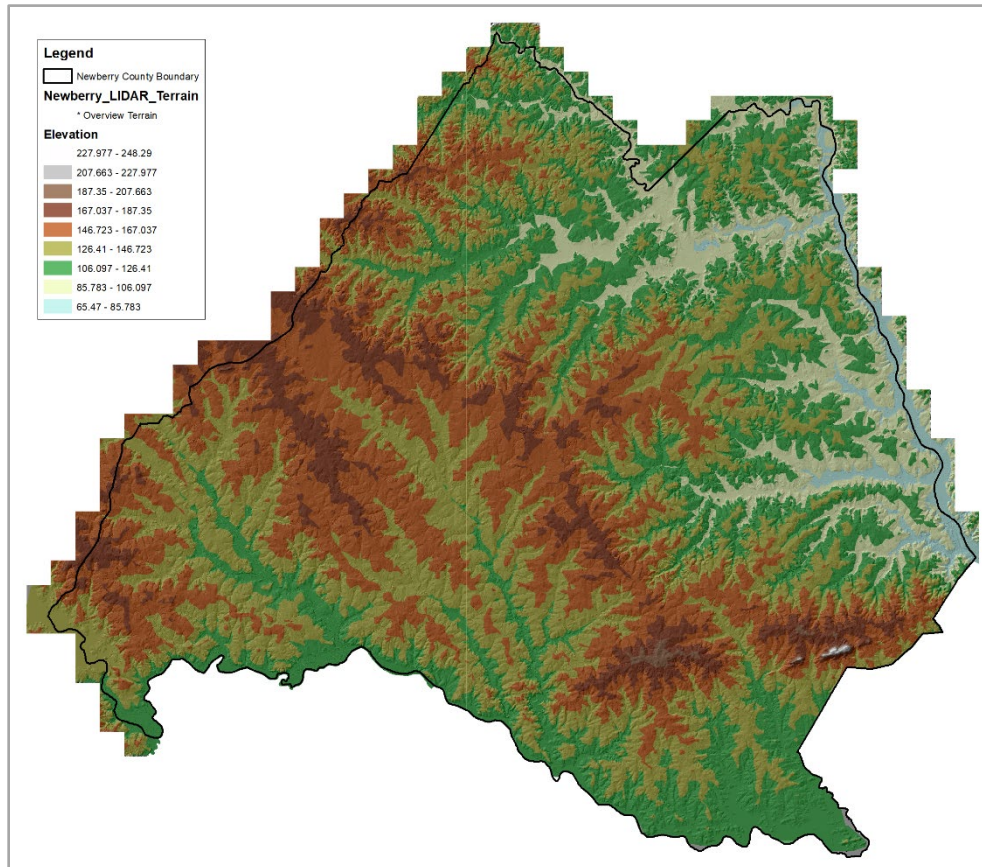 Legend
Newberry County Boundary
Newberry_LIDAR_Terrain
* Overview Terrain
Elevation
227.977 - 248.29
207.663 - 227.977
187.35 - 207.663
167.037 - 187.35
146.723 - 167.037
126.41 - 146.723
106.097 - 126.41
85.783 - 106.097
65.47 - 85.783